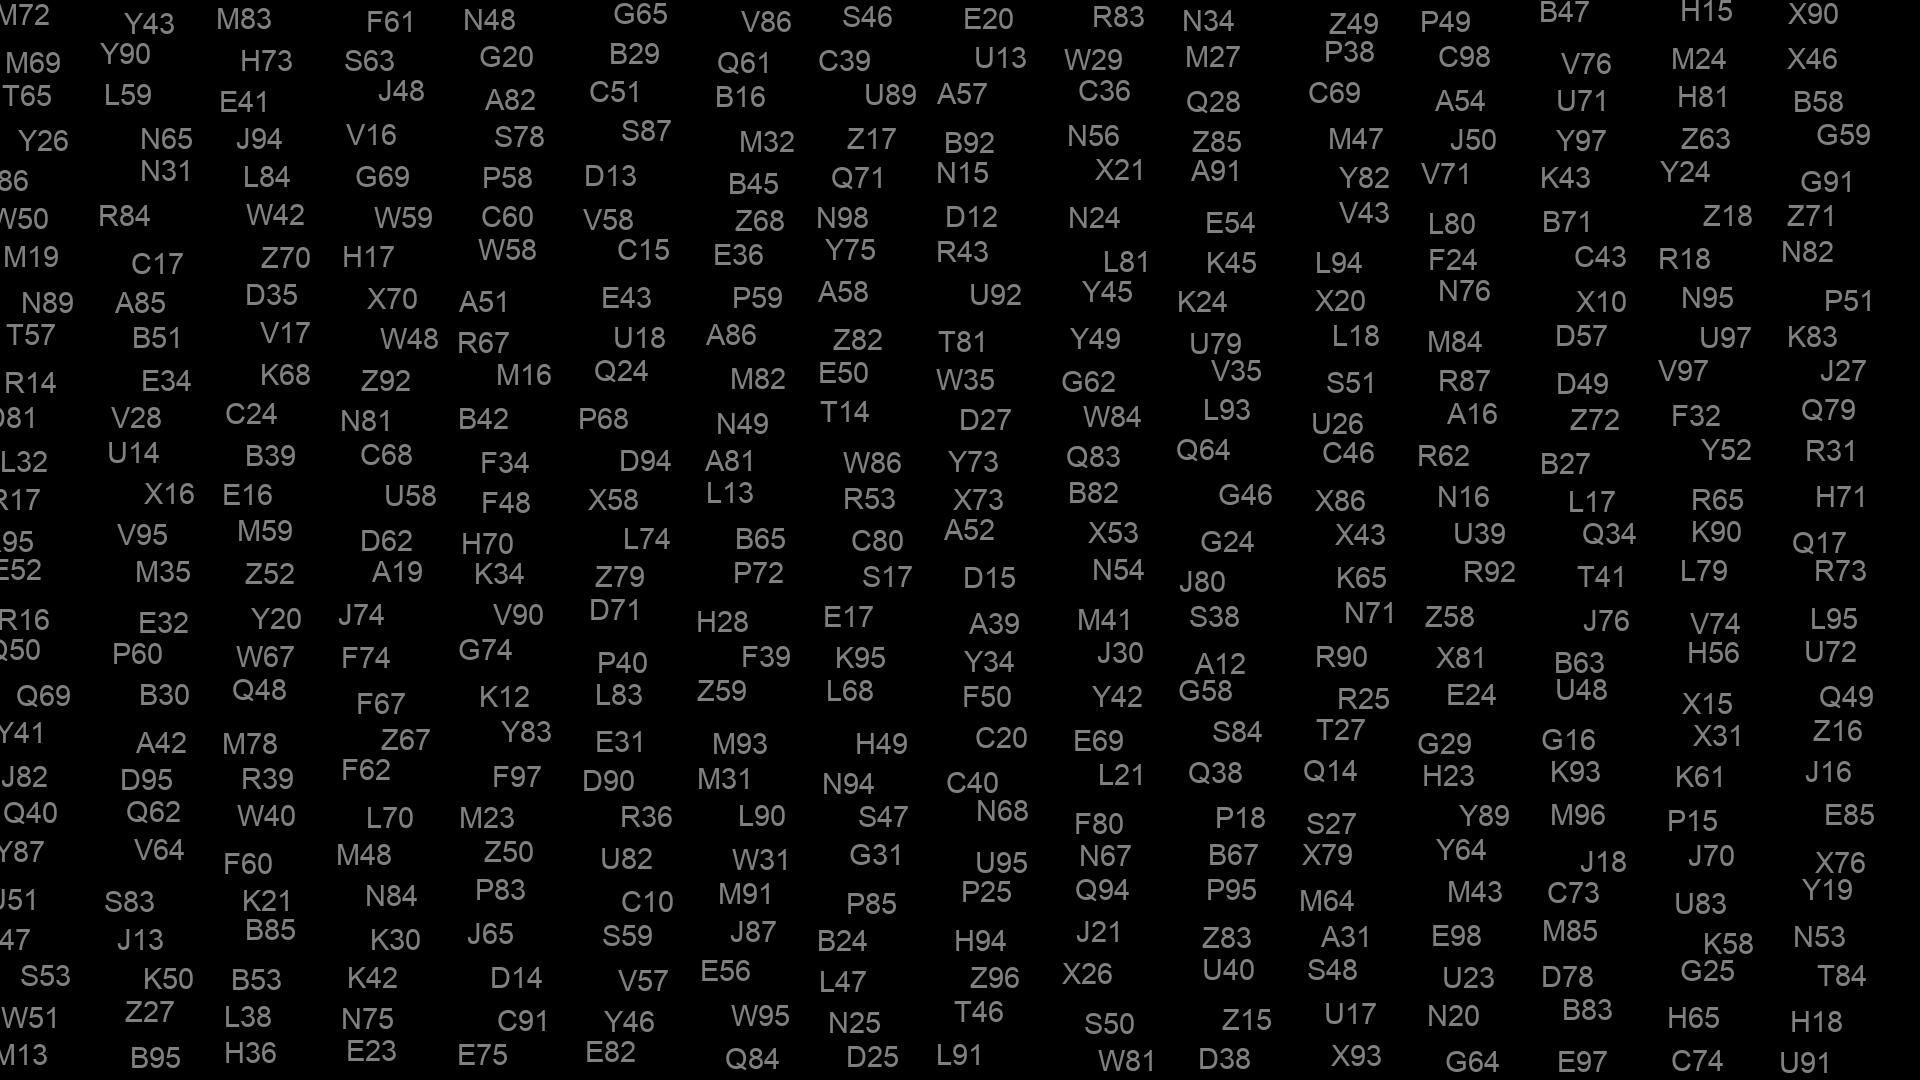 M72 Y43 M83 F61 N48 G65 V86 S46 E20 R83 N34 Z49 P49 B47 H15 X90
M69 Y90 H73 S63 G20 B29 Q61 C39 U13 W29 M27 P38 C98 V76 M24 X46
T65 L59 E41 J48 A82 C51 B16 U89 A57 C36 Q28 C69 A54 U71 H81 B58
Y26 N65 J94 V16 S78 S87 M32 Z17 B92 N56 Z85 M47 J50 Y97 Z63 G59
86 N31 L84 G69 P58 D13 B45 Q71 N15 X21 A91 Y82 V71 K43 Y24 G91
W50 R84 W42 W59 C60 V58 Z68 N98 D12 N24 E54 V43 L80 B71 Z18 Z71
M19 C17 Z70 H17 W58 C15 E36 Y75 R43 L81 K45 L94 F24 C43 R18 N82
N89 A85 D35 X70 A51 E43 P59 A58 U92 Y45 K24 X20 N76 X10 N95 P51
T57 B51 V17 W48 R67 U18 A86 Z82 T81 Y49 U79 L18 M84 D57 U97 K83
R14 E34 K68 Z92 M16 Q24 M82 E50 W35 G62 V35 S51 R87 D49 V97 J27
81 V28 C24 N81 B42 P68 N49 T14 D27 W84 L93 U26 A16 Z72 F32 Q79
L32 U14 B39 C68 F34 D94 A81 W86 Y73 Q83 Q64 C46 R62 B27 Y52 R31
R17 X16 E16 U58 F48 X58 L13 R53 X73 B82 G46 X86 N16 L17 R65 H71
95 V95 M59 D62 H70 L74 B65 C80 A52 X53 G24 X43 U39 Q34 K90 Q17
E52 M35 Z52 A19 K34 Z79 P72 S17 D15 N54 J80 K65 R92 T41 L79 R73
R16 E32 Y20 J74 V90 D71 H28 E17 A39 M41 S38 N71 Z58 J76 V74 L95
Q50 P60 W67 F74 G74 P40 F39 K95 Y34 J30 A12 R90 X81 B63 H56 U72
Q69 B30 Q48 F67 K12 L83 Z59 L68 F50 Y42 G58 R25 E24 U48 X15 Q49
Y41 A42 M78 Z67 Y83 E31 M93 H49 C20 E69 S84 T27 G29 G16 X31 Z16
J82 D95 R39 F62 F97 D90 M31 N94 C40 L21 Q38 Q14 H23 K93 K61 J16
Q40 Q62 W40 L70 M23 R36 L90 S47 N68 F80 P18 S27 Y89 M96 P15 E85
Y87 V64 F60 M48 Z50 U82 W31 G31 U95 N67 B67 X79 Y64 J18 J70 X76
51 S83 K21 N84 P83 C10 M91 P85 P25 Q94 P95 M64 M43 C73 U83 Y19
47 J13 B85 K30 J65 S59 J87 B24 H94 J21 Z83 A31 E98 M85 K58 N53
S53 K50 B53 K42 D14 V57 E56 L47 Z96 X26 U40 S48 U23 D78 G25 T84
W51 Z27 L38 N75 C91 Y46 W95 N25 T46 S50 Z15 U17 N20 B83 H65 H18
M13 B95 H36 E23 E75 E82 Q84 D25 L91 W81 D38 X93 G64 E97 C74 U91